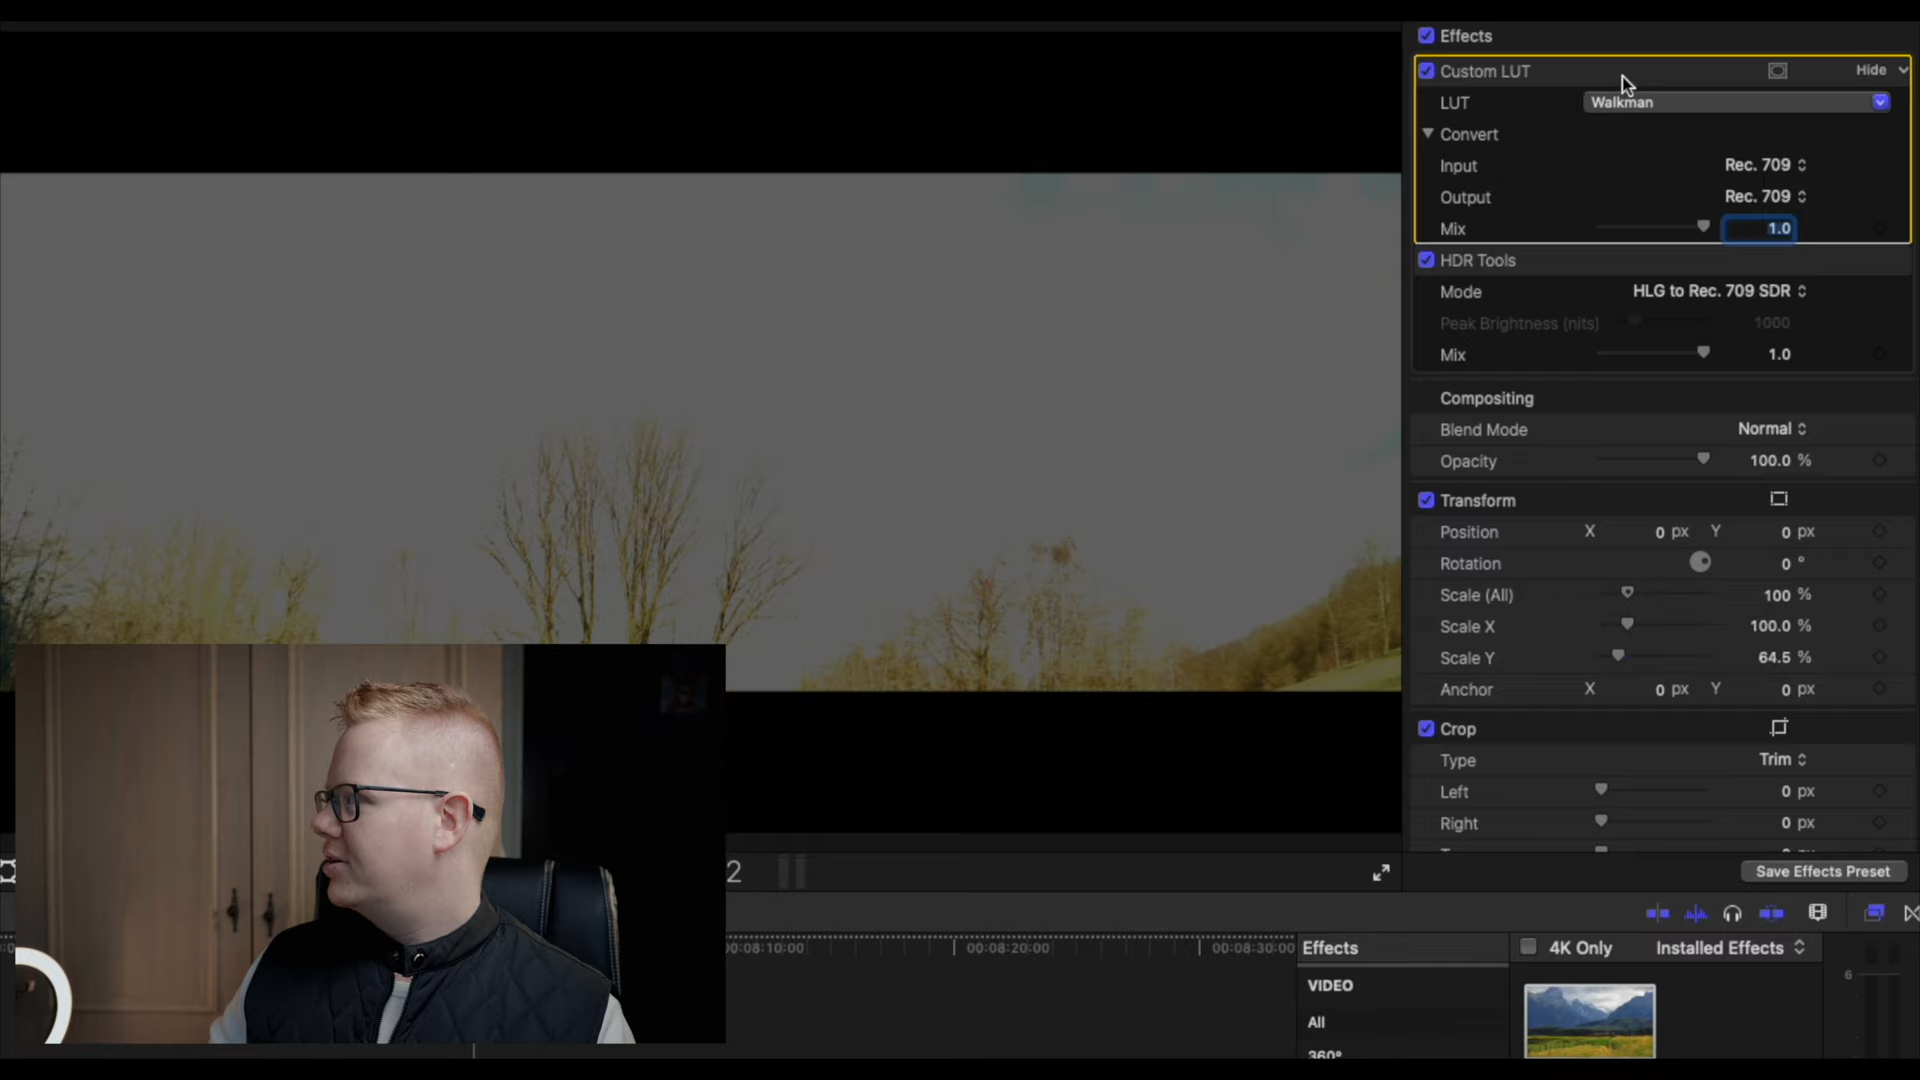 Effects
Custom LUT Hide
LUT Walkman
Convert
Input Rec. 709
Output Rec. 709
Mix 1.0
HDR Tools
Mode HLG to Rec. 709 SDR
Peak Brightness (nits) 1000
Mix 1.0
Compositing
Blend Mode Normal
Opacity 100.0 %
Transform
Position X 0 px Y 0 px
Rotation 0 °
Scale (All) 100 %
Scale X 100.0 %
Scale Y 64.5 %
Anchor X 0 px Y 0 px
Crop
Type Trim
Left 0 px
Right 0 px
2
Save Effects Preset
00:08:10:00 00:08:20:00 00:08:30:00
Effects 4K Only Installed Effects
6
VIDEO
All
360°